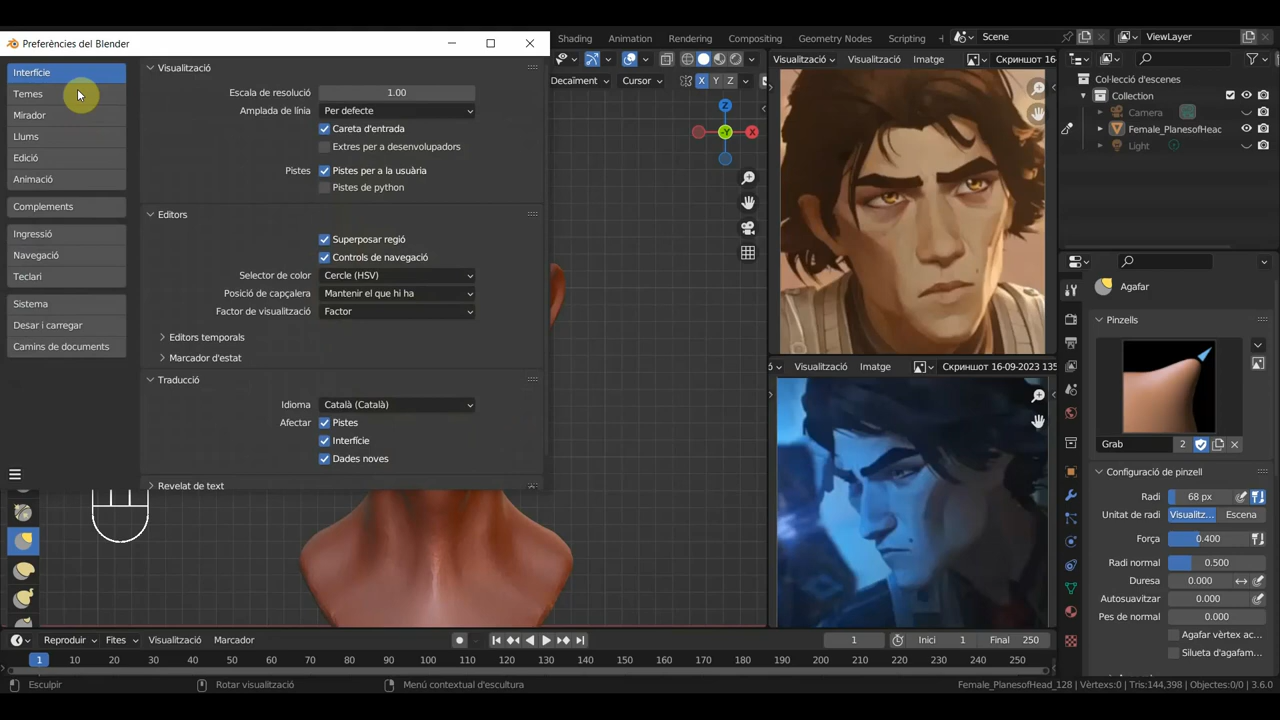 Preferències del Blender
Interfície
Temes
Mirador
Llums
Edició
Animació
Complements
Ingressió
Navegació
Teclari
Sistema
Desar i carregar
Camins de documents
Visualització
Escala de resolució 1.00
Amplada de línia Per defecte
Careta d'entrada
Extres per a desenvolupadors
Pistes Pistes per a la usuària
Pistes de python
Editors
Superposar regió
Controls de navegació
Selector de color Cercle (HSV)
Posició de capçalera Mantenir el que hi ha
Factor de visualització Factor
Editors temporals
Marcador d'estat
Traducció
Idioma Català (Català)
Afectar Pistes
Interfície
Dades noves
Revelat de text
Shading Animation Rendering Compositing Geometry Nodes Scripting Scene ViewLayer
Decaïment Cursor X Y Z
Z
-Y X
Visualització Visualització Imatge Скриншот 16
Visualització Imatge Скриншот 16-09-2023 135
Col·lecció d'escenes
Collection
Camera
Female_PlanesofHeac
Light
Agafar
Pinzells
Grab 2
Configuració de pinzell
Radi 68 px
Unitat de radi Visualitz... Escena
Força 0.400
Radi normal 0.500
Duresa 0.000
Autosuavitzar 0.000
Pes de normal 0.000
Agafar vèrtex ac...
Silueta d'agafam...
Reproduir Fites Visualització Marcador 1 Inici 1 Final 250
1 10 20 30 40 50 60 70 80 90 100 110 120 130 140 150 160 170 180 190 200 210 220 230 240 250
Esculpir Rotar visualització Menú contextual d'escultura Female_PlanesofHead_128 | Vèrtexs:0 | Tris:144,398 | Objectes:0/0 | 3.6.0